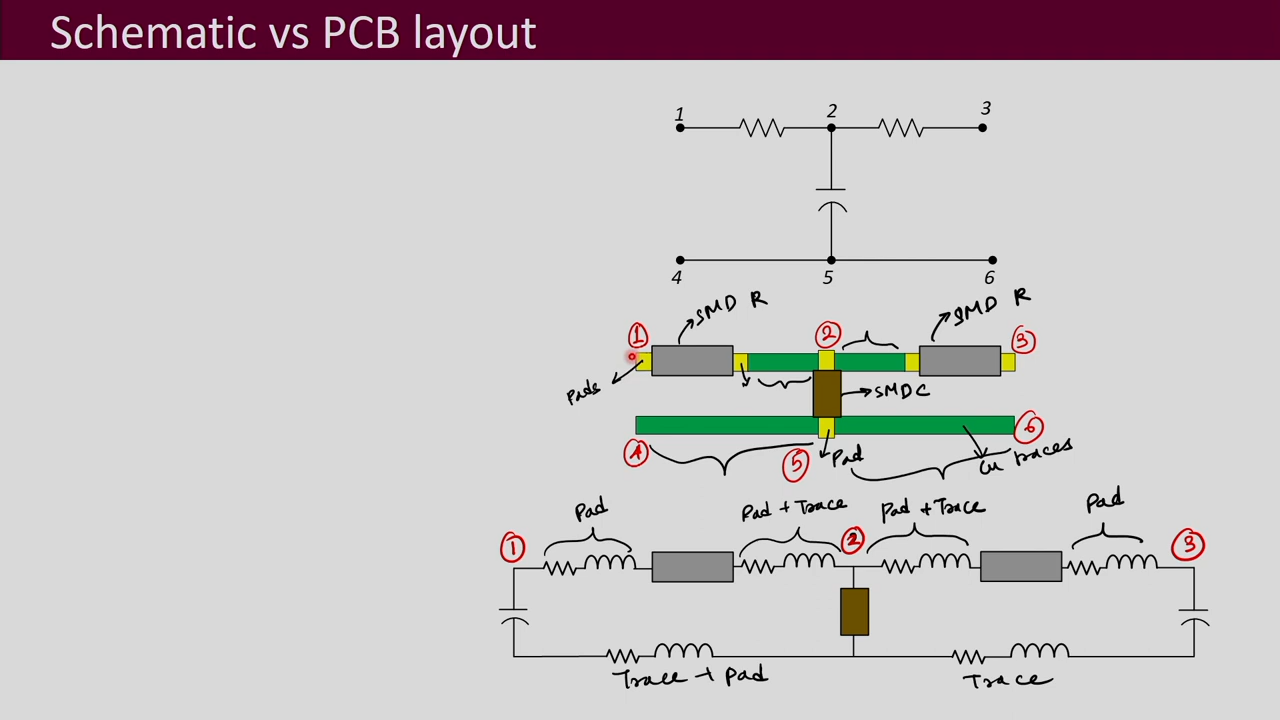 Schematic vs PCB layout
1 2 3
4 5 6
SMD R SMD R
1 2 3
Pads SMDC
4 5 Pad Cu traces 6
Pad Pad + Trace Pad + Trace Pad
1 2 3
Trace + Pad Trace